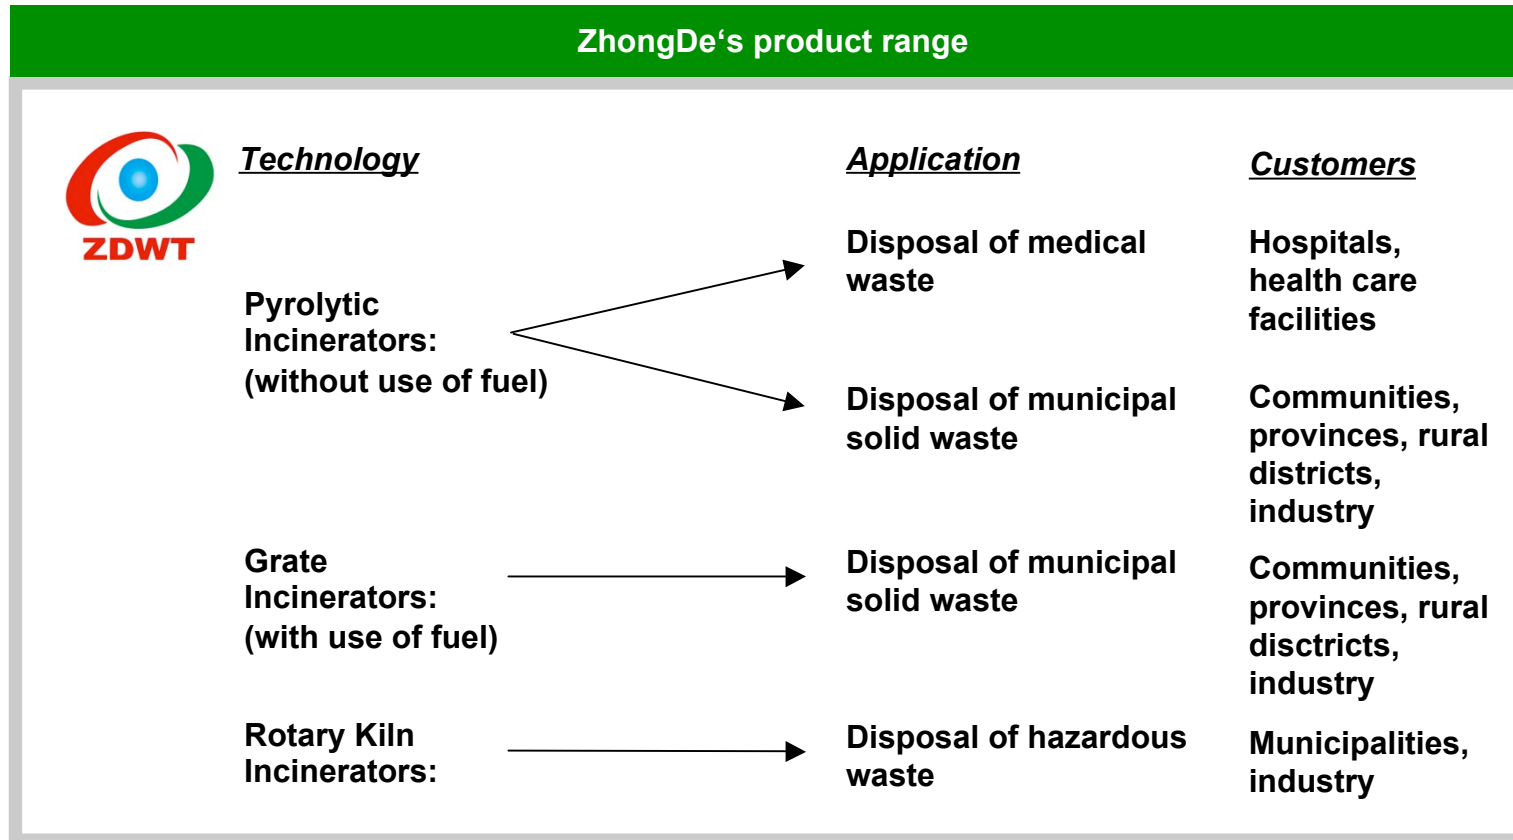 ZhongDe‘s product range
ZDWT
Technology
Application
Customers
Pyrolytic
Incinerators:
(without use of fuel)
Disposal of medical
waste
Hospitals,
health care
facilities
Disposal of municipal
solid waste
Communities,
provinces, rural
districts,
industry
Grate
Incinerators:
(with use of fuel)
Disposal of municipal
solid waste
Communities,
provinces, rural
disctricts,
industry
Rotary Kiln
Incinerators:
Disposal of hazardous
waste
Municipalities,
industry